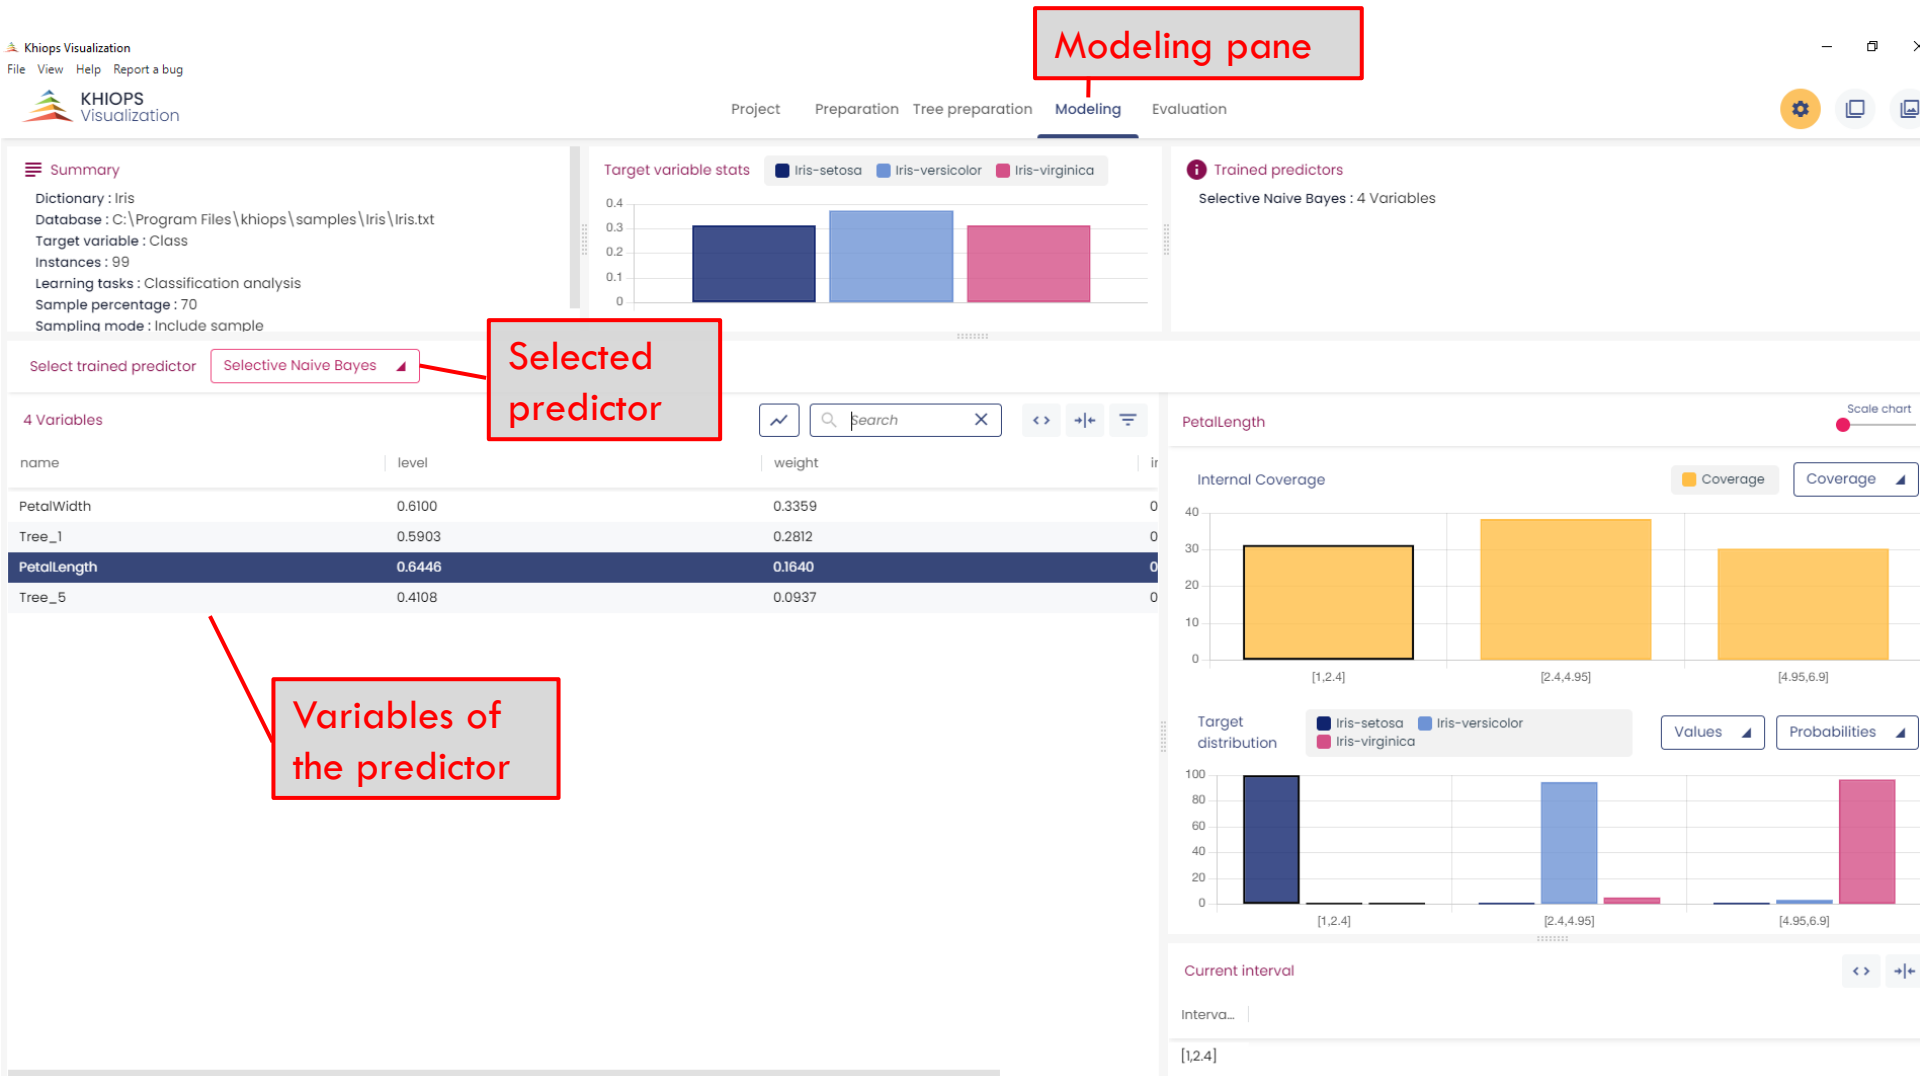 Modeling pane
Khiops Visualization
File View Help Report a bug
KHIOPS
Visualization
Project Preparation Tree preparation Modeling Evaluation
Summary
Dictionary : Iris
Database : C:\Program Files\khiops\samples\Iris\Iris.txt
Target variable : Class
Instances : 99
Learning tasks : Classification analysis
Sample percentage : 70
Sampling mode : Include sample
Target variable stats Iris-setosa Iris-versicolor Iris-virginica
0.4
0.3
0.2
0.1
0
Trained predictors
Selective Naive Bayes : 4 Variables
Select trained predictor Selective Naive Bayes
Selected
predictor
4 Variables Search
name level weight
PetalWidth 0.6100 0.3359 0
Tree_1 0.5903 0.2812 0
PetalLength 0.6446 0.1640 0
Tree_5 0.4108 0.0937 0
Variables of
the predictor
PetalLength Scale chart
Internal Coverage Coverage Coverage
40
30
20
10
0
[1,2.4] [2.4,4.95] [4.95,6.9]
Target
distribution
Iris-setosa Iris-versicolor
Iris-virginica
Values Probabilities
100
80
60
40
20
0
[1,2.4] [2.4,4.95] [4.95,6.9]
Current interval
Interva...
[1,2.4]